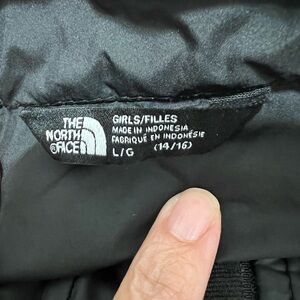 THE
NORTH
FACE
GIRLS/FILLES
MADE IN INDONESIA
FABRIQUÉ EN INDONÉSIE
L/G (14/16)